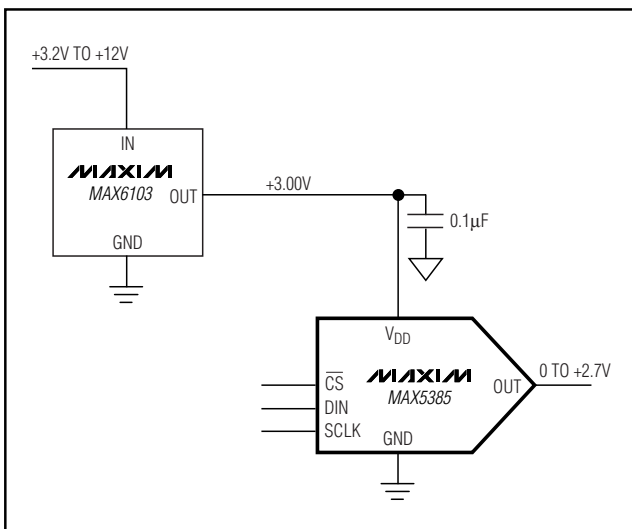 +3.2V TO +12V
IN
MAXIM
MAX6103
OUT
+3.00V
GND
0.1µF
VDD
CS
DIN
SCLK
MAXIM
MAX5385
OUT
0 TO +2.7V
GND